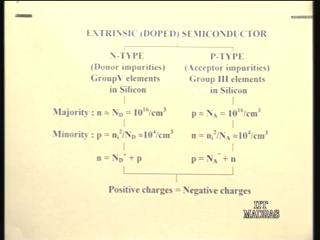 EXTRINSIC (DOPED) SEMICONDUCTOR
N-TYPE P-TYPE
(Donor impurities) (Acceptor impurities)
GroupV elements Group III elements
in Silicon in Silicon
Majority : n ≈ N_D = 10^16/cm^3 p ≈ N_A = 10^16/cm^3
Minority : p = n_i^2/N_D ≈10^4/cm^3 n = n_i^2/N_A ≈10^4/cm^3
n = N_D^+ + p p = N_A^- + n
Positive charges = Negative charges
IIT
MADRAS